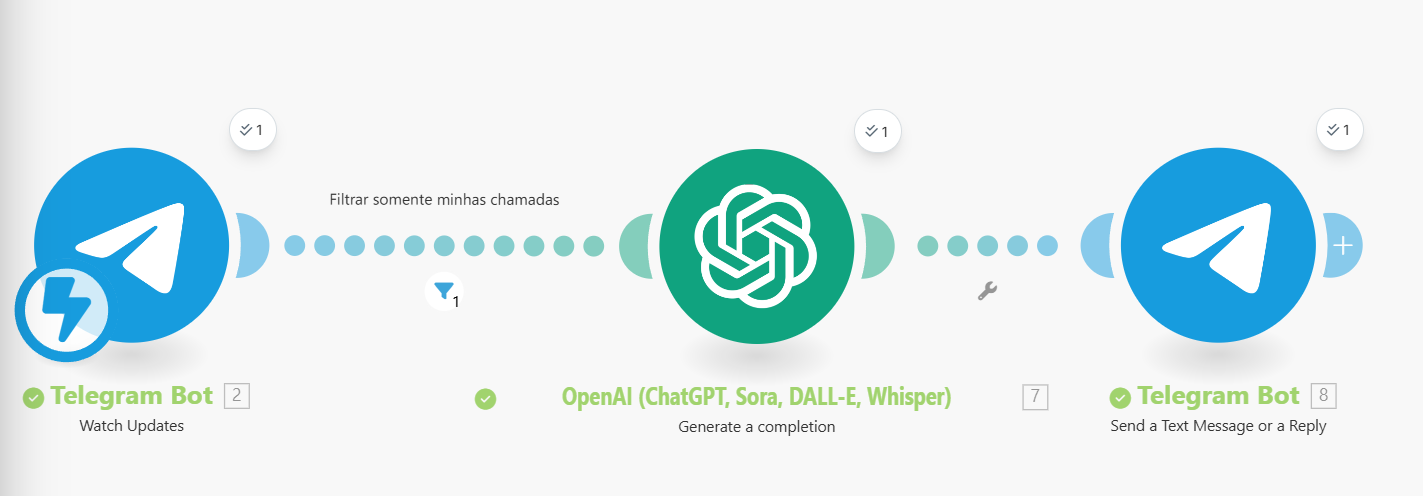 1
1
1
Filtrar somente minhas chamadas
1
Telegram Bot 2
Watch Updates
OpenAI (ChatGPT, Sora, DALL-E, Whisper) 7
Generate a completion
Telegram Bot 8
Send a Text Message or a Reply